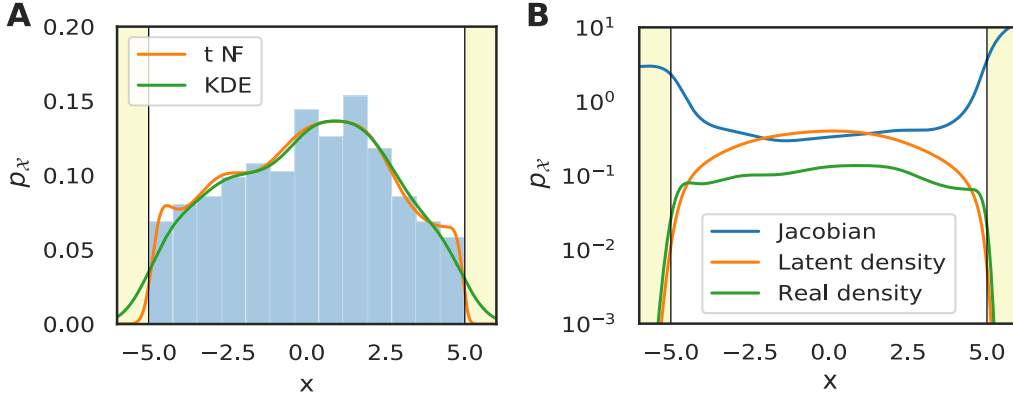 A
0.20
0.15
0.10
0.05
0.00
p𝒳
t NF
KDE
−5.0 −2.5 0.0 2.5 5.0
x
B
10¹
10⁰
10⁻¹
10⁻²
10⁻³
p𝒳
Jacobian
Latent density
Real density
−5.0 −2.5 0.0 2.5 5.0
x